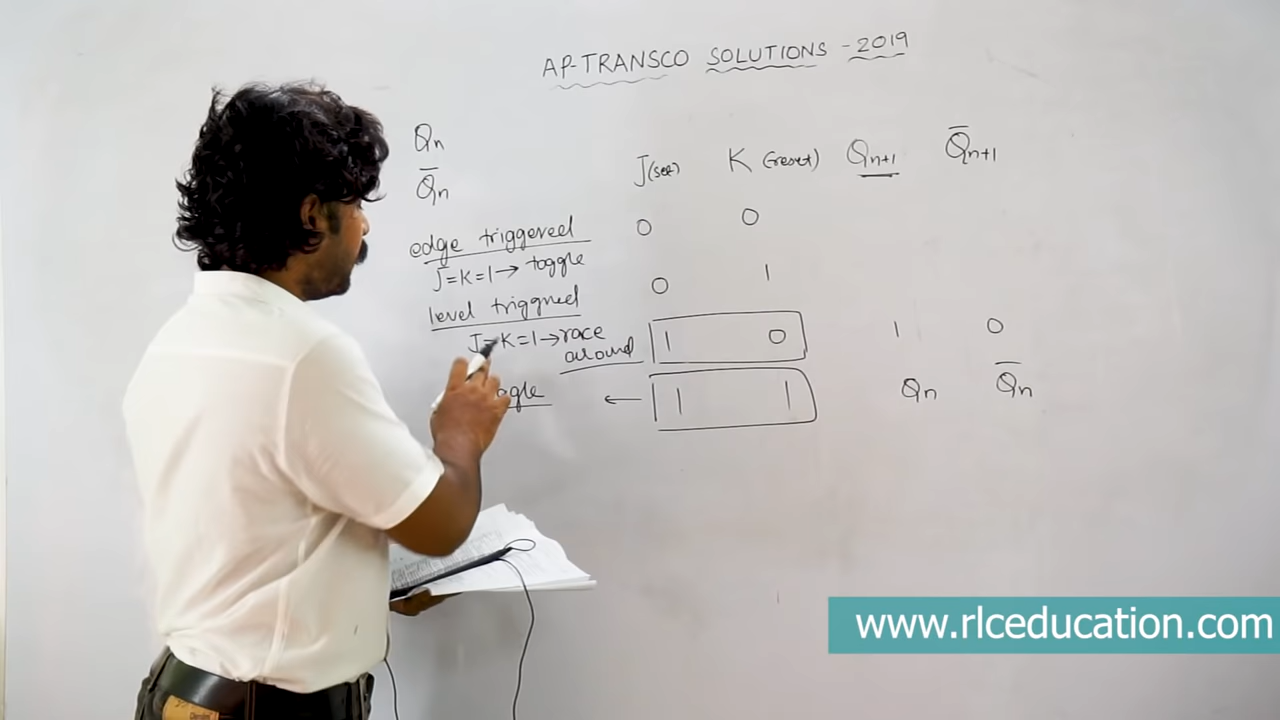 AP-TRANSCO SOLUTIONS - 2019
Qn
Q̅n
J(set) K (reset) Qn+1 Q̅n+1
edge triggered
J=K=1→ toggle
0 0
level triggred
0 1
J=K=1→race
around
1 0 1 0
← 1 1 Qn Q̅n
www.rlceducation.com